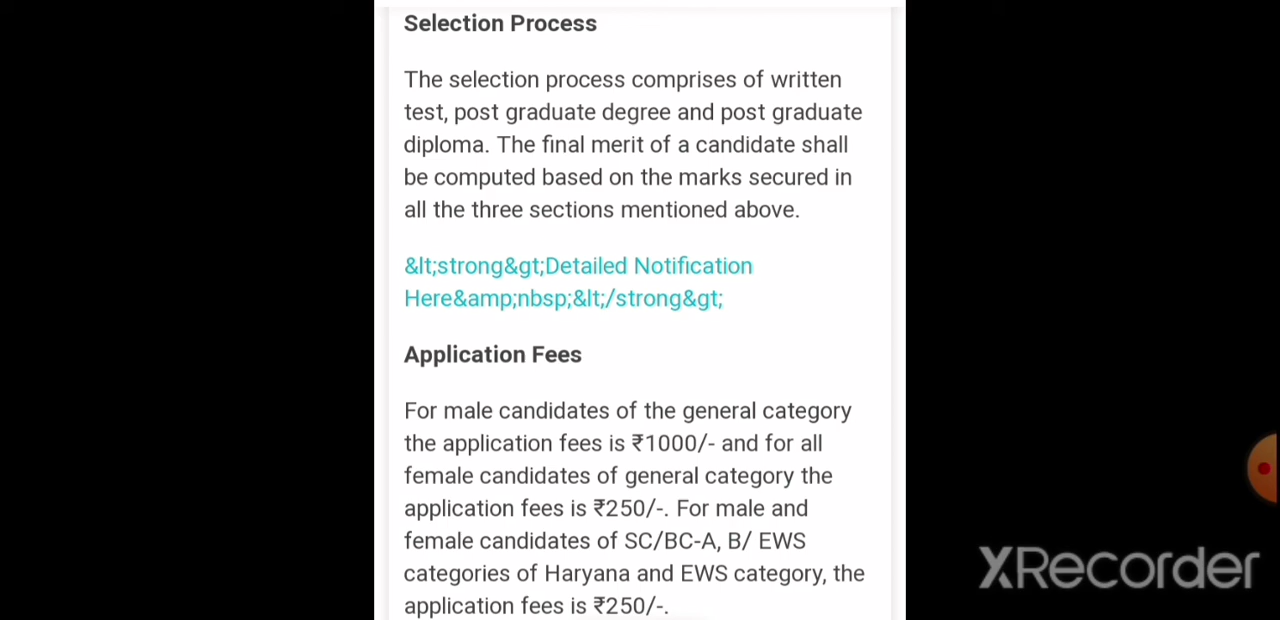 Selection Process
The selection process comprises of written
test, post graduate degree and post graduate
diploma. The final merit of a candidate shall
be computed based on the marks secured in
all the three sections mentioned above.
&lt;strong&gt;Detailed Notification
Here&amp;nbsp;&lt;/strong&gt;
Application Fees
For male candidates of the general category
the application fees is ₹1000/- and for all
female candidates of general category the
application fees is ₹250/-. For male and
female candidates of SC/BC-A, B/ EWS
categories of Haryana and EWS category, the
application fees is ₹250/-.
XRecorder